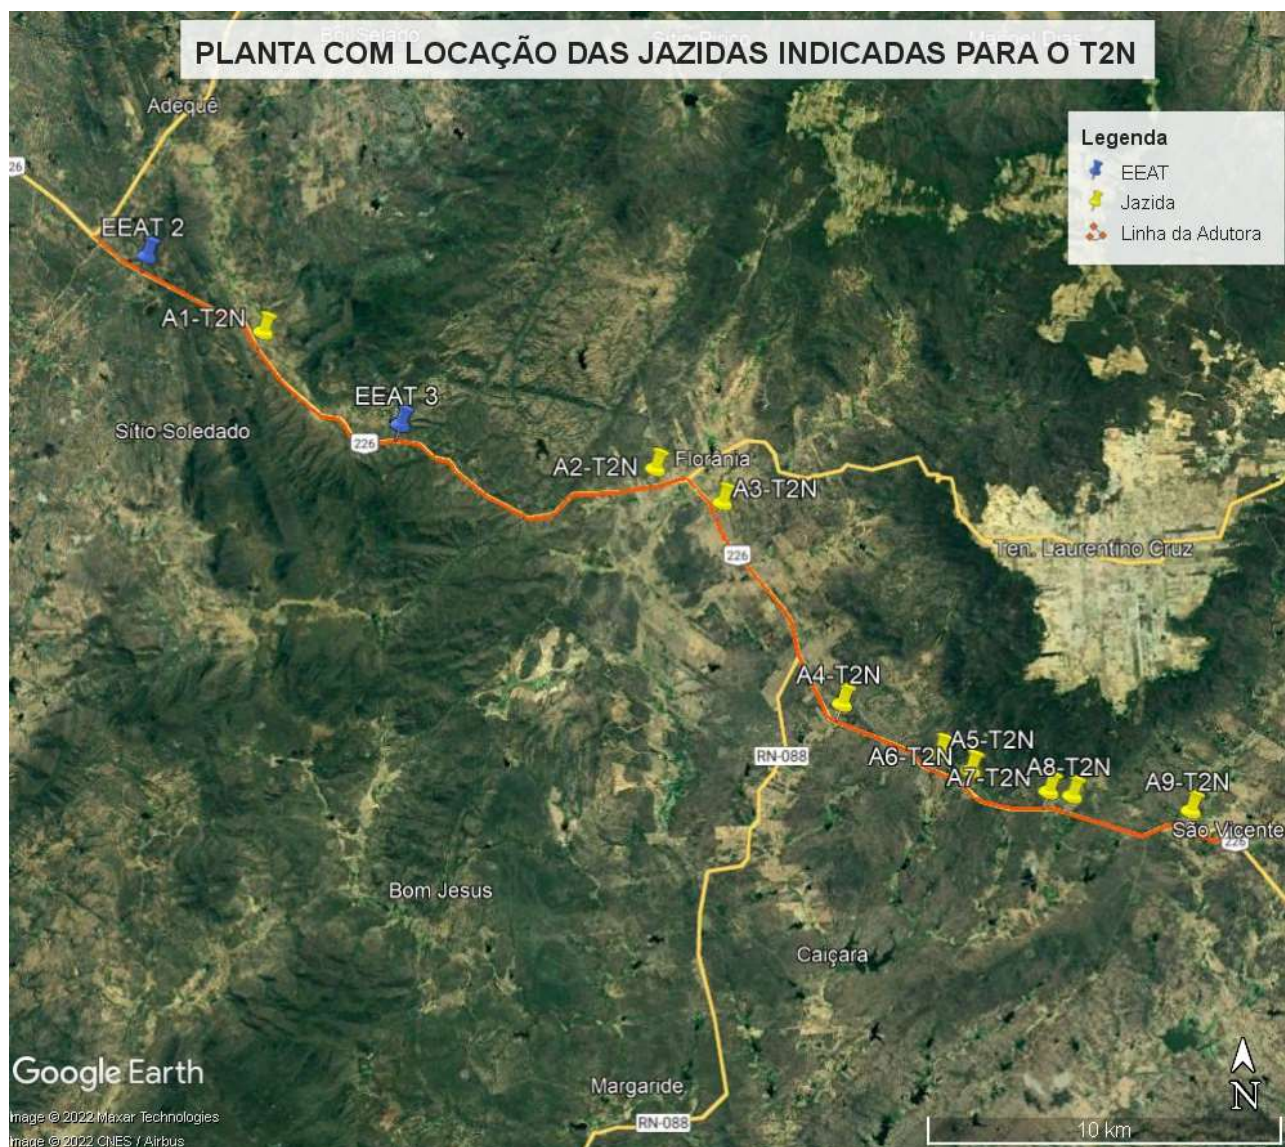 PLANTA COM LOCAÇÃO DAS JAZIDAS INDICADAS PARA O T2N
Adequê
Legenda
EEAT
Jazida
Linha da Adutora
26
EEAT 2
A1-T2N
EEAT 3
Sítio Soledado
226
A2-T2N
Florânia
A3-T2N
226
Ten. Laurentino Cruz
A4-T2N
RN-088
A6-T2N
A5-T2N
A7-T2N
A8-T2N
A9-T2N
São Vicente
226
Bom Jesus
Caiçara
Google Earth
Margaride
N
Image © 2022 Maxar Technologies
RN-088
10 km
Image © 2022 CNES / Airbus